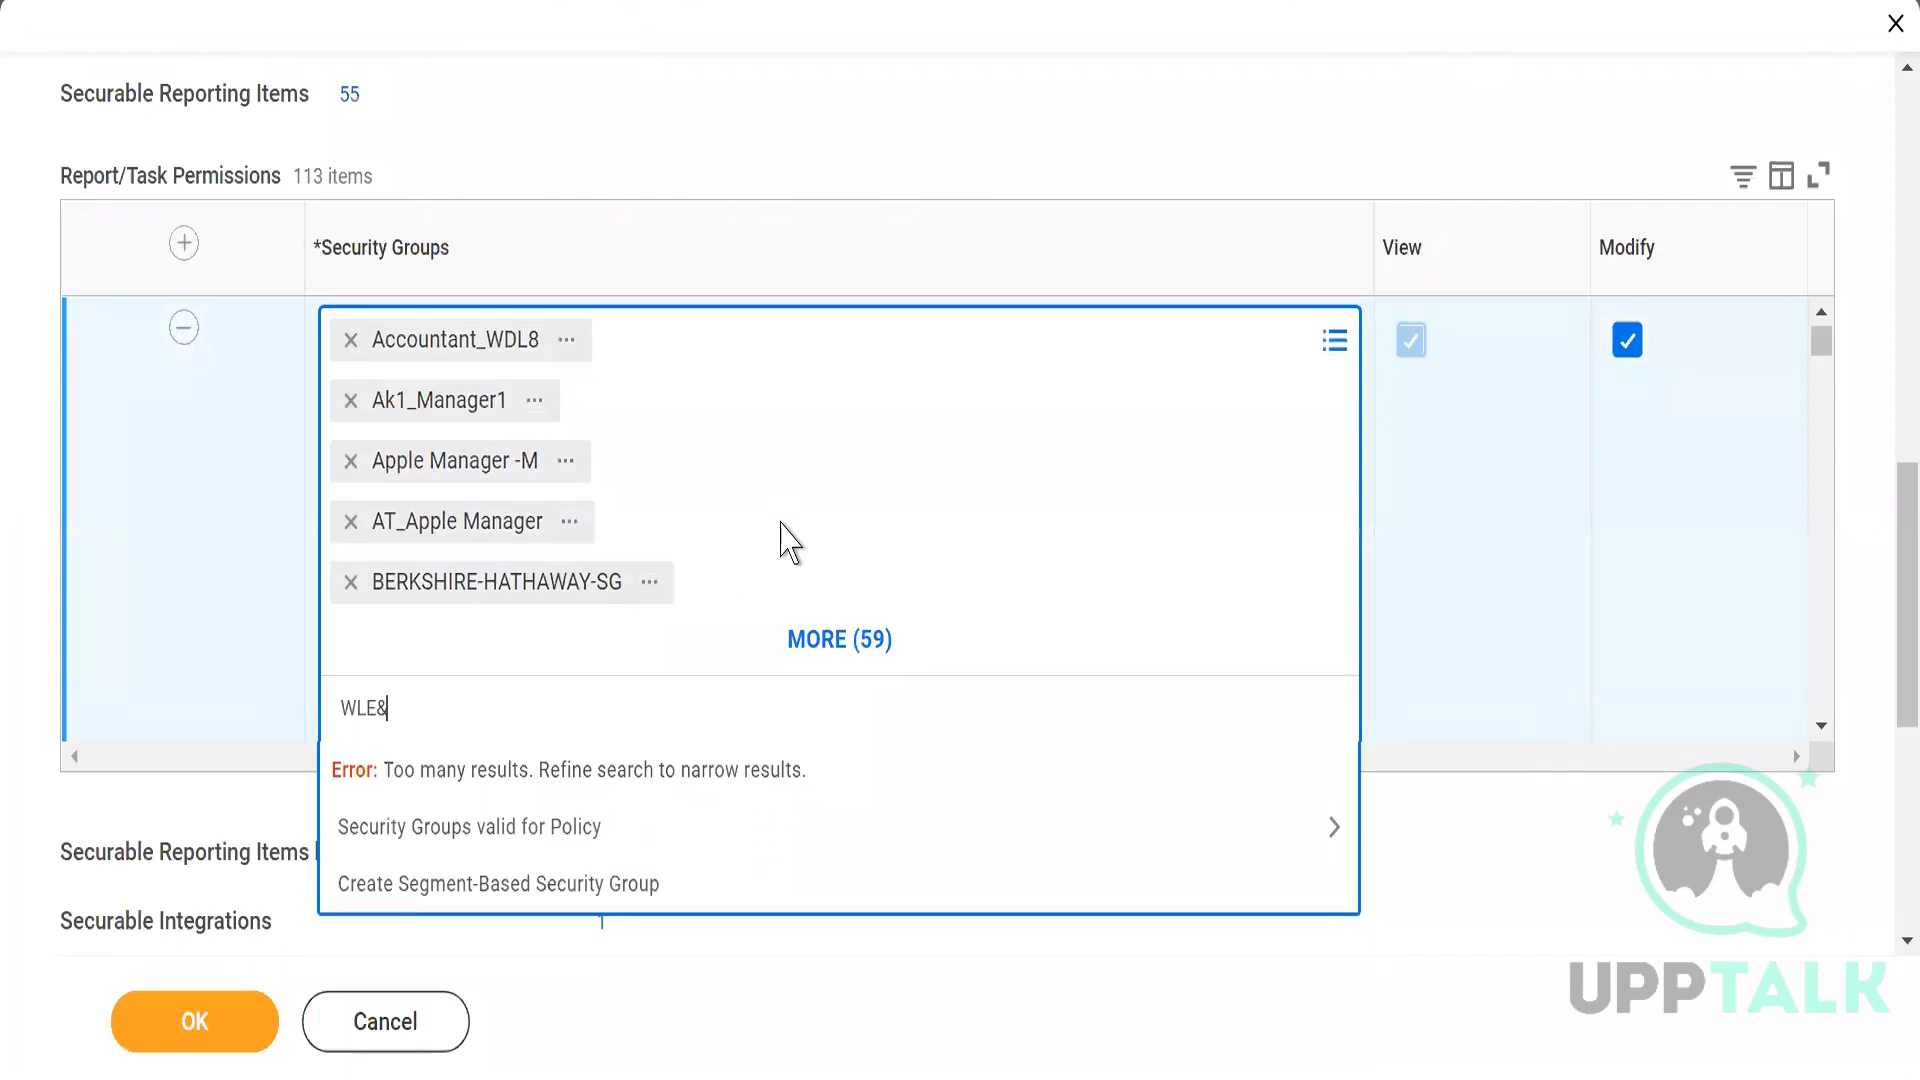 Securable Reporting Items 55
Report/Task Permissions 113 items
*Security Groups View Modify
Accountant_WDL8
Ak1_Manager1
Apple Manager -M
AT_Apple Manager
BERKSHIRE-HATHAWAY-SG
MORE (59)
WLE&
Error: Too many results. Refine search to narrow results.
Security Groups valid for Policy
Create Segment-Based Security Group
Securable Reporting Items
Securable Integrations
OK Cancel
UPPTALK